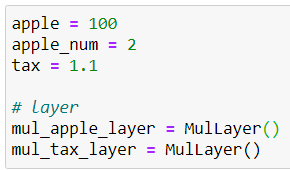 apple = 100
apple_num = 2
tax = 1.1
# layer
mul_apple_layer = MulLayer()
mul_tax_layer = MulLayer()